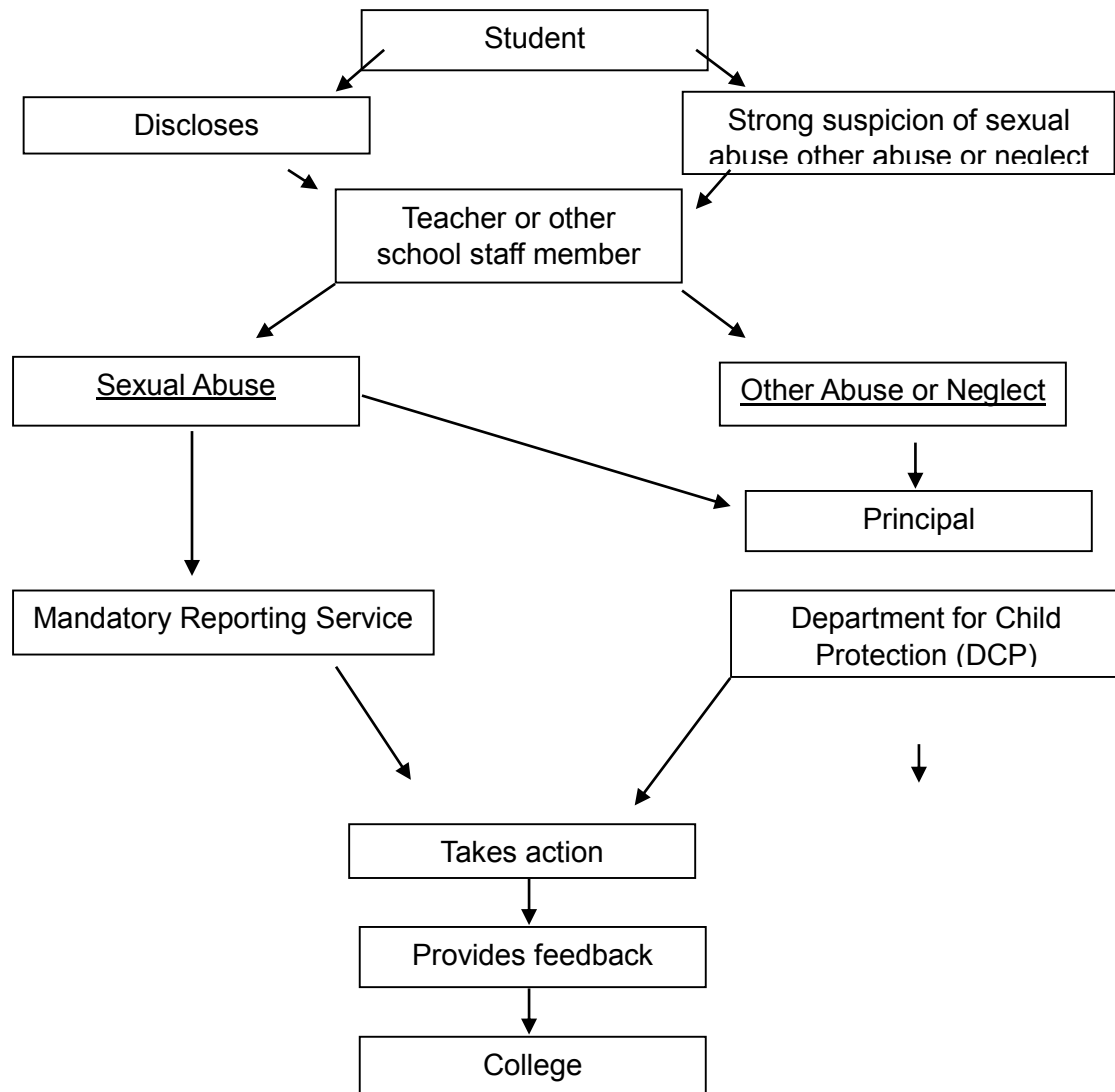 Student
Discloses
Strong suspicion of sexual
abuse other abuse or neglect
Teacher or other
school staff member
Sexual Abuse
Other Abuse or Neglect
Principal
Mandatory Reporting Service
Department for Child
Protection (DCP)
Takes action
Provides feedback
College